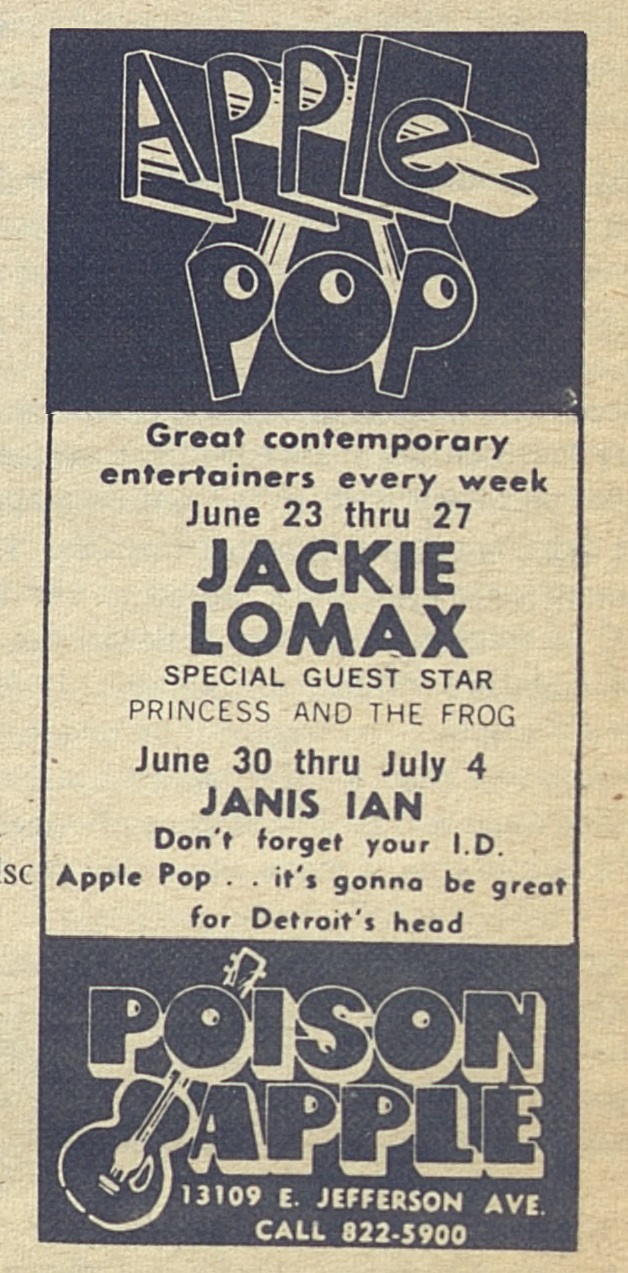 APPle
POP
Great contemporary
entertainers every week
June 23 thru 27
JACKIE
LOMAX
SPECIAL GUEST STAR
PRINCESS AND THE FROG
June 30 thru July 4
JANIS IAN
Don't forget your I.D.
Apple Pop . . it's gonna be great
for Detroit's head
POISON
APPLE
13109 E. JEFFERSON AVE.
CALL 822-5900